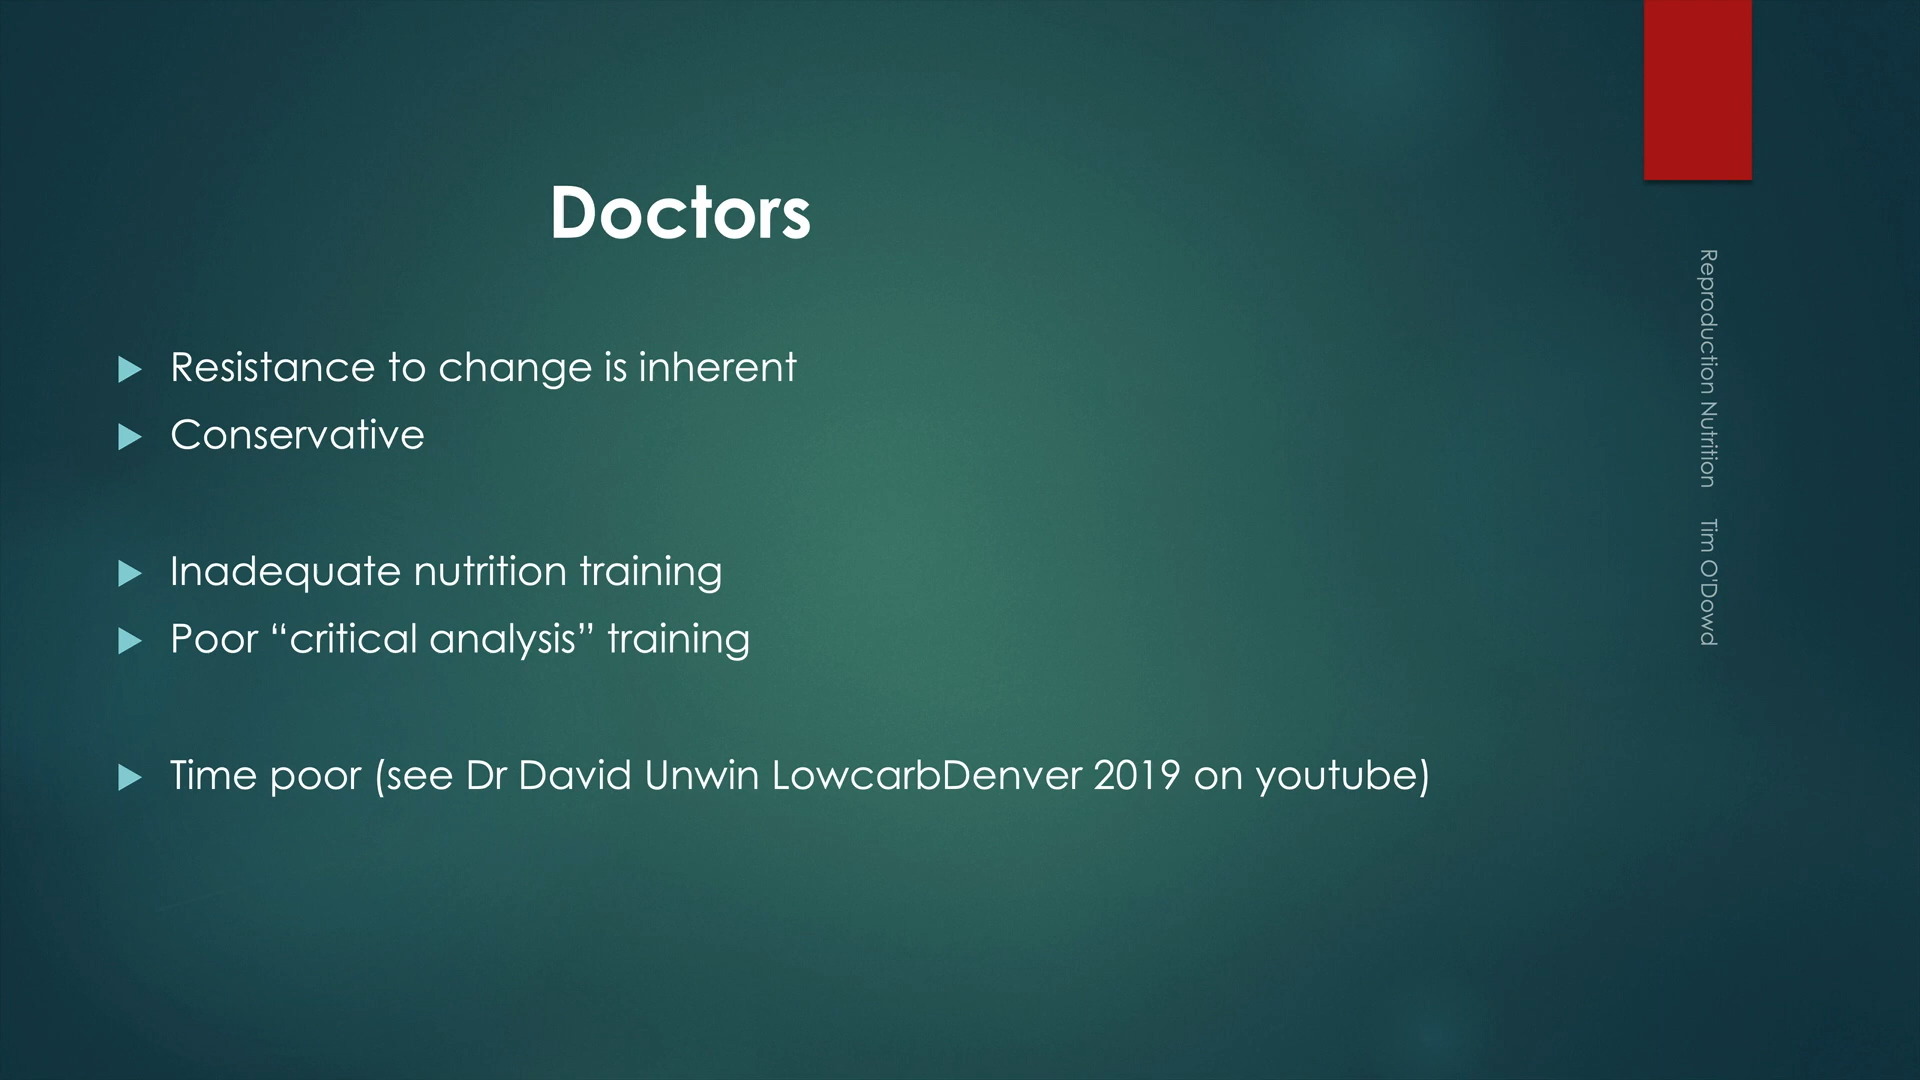 Doctors
Resistance to change is inherent
Conservative
Inadequate nutrition training
Poor “critical analysis” training
Time poor (see Dr David Unwin LowcarbDenver 2019 on youtube)
Reproduction Nutrition Tim O'Dowd